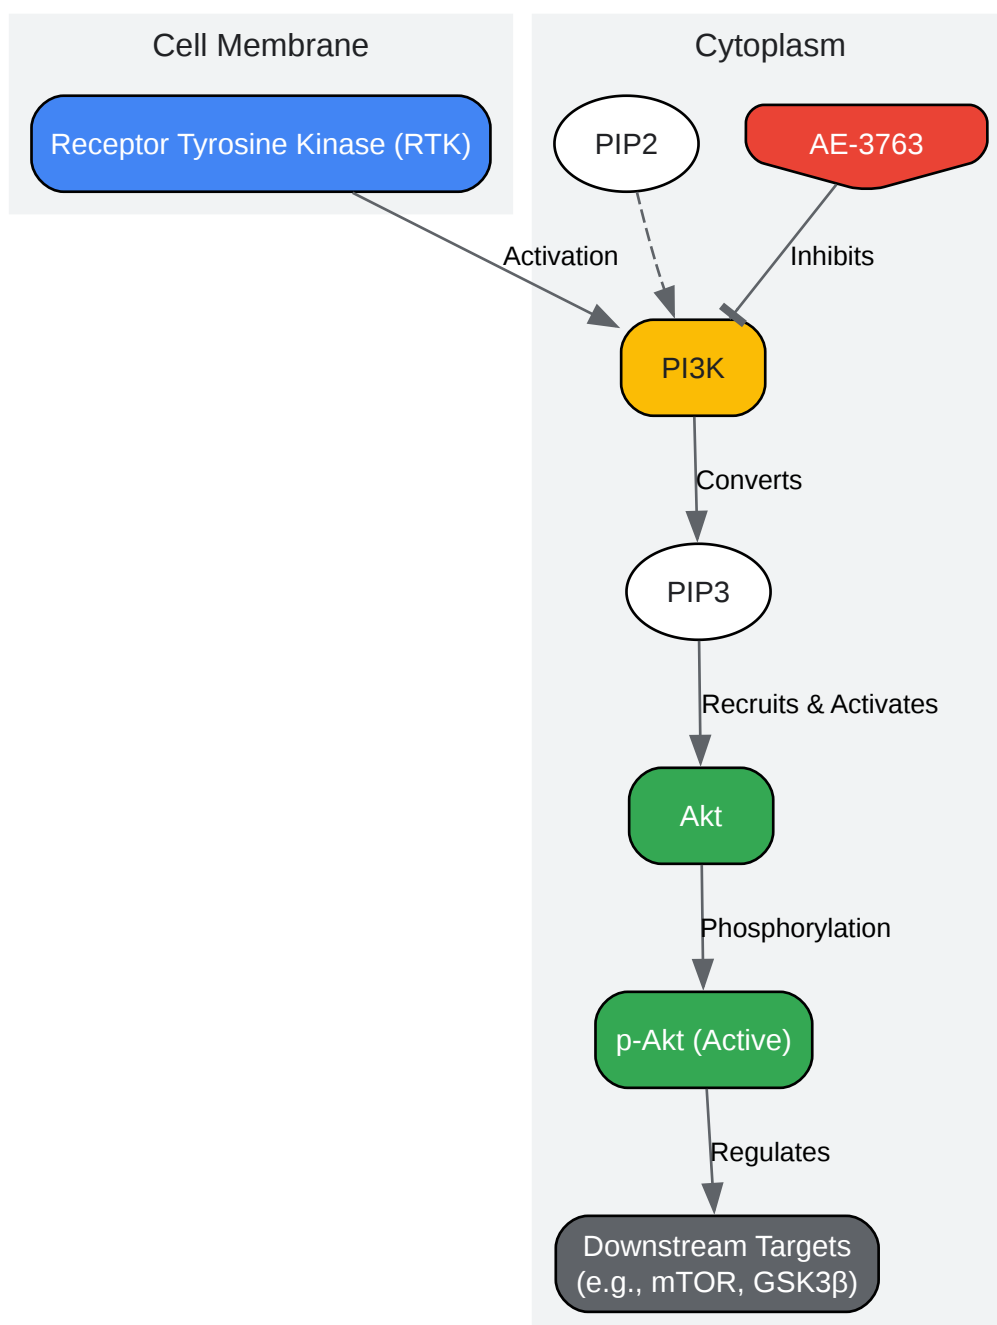 Cell Membrane
Cytoplasm
Receptor Tyrosine Kinase (RTK)
PIP2
AE-3763
Activation
Inhibits
PI3K
Converts
PIP3
Recruits & Activates
Akt
Phosphorylation
p-Akt (Active)
Regulates
Downstream Targets
(e.g., mTOR, GSK3β)